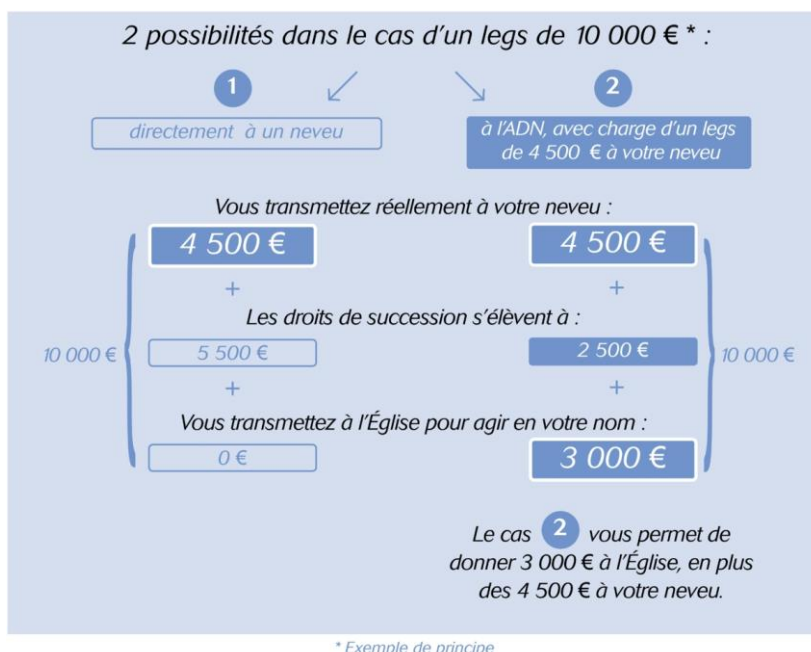 2 possibilités dans le cas d'un legs de 10 000 € * :
1
2
directement à un neveu
à l'ADN, avec charge d'un legs
de 4 500 € à votre neveu
Vous transmettez réellement à votre neveu :
4 500 €
4 500 €
+
+
Les droits de succession s'élèvent à :
10 000 €
5 500 €
2 500 €
10 000 €
+
+
Vous transmettez à l'Église pour agir en votre nom :
0 €
3 000 €
Le cas 2 vous permet de
donner 3 000 € à l'Église, en plus
des 4 500 € à votre neveu.
* Exemple de principe